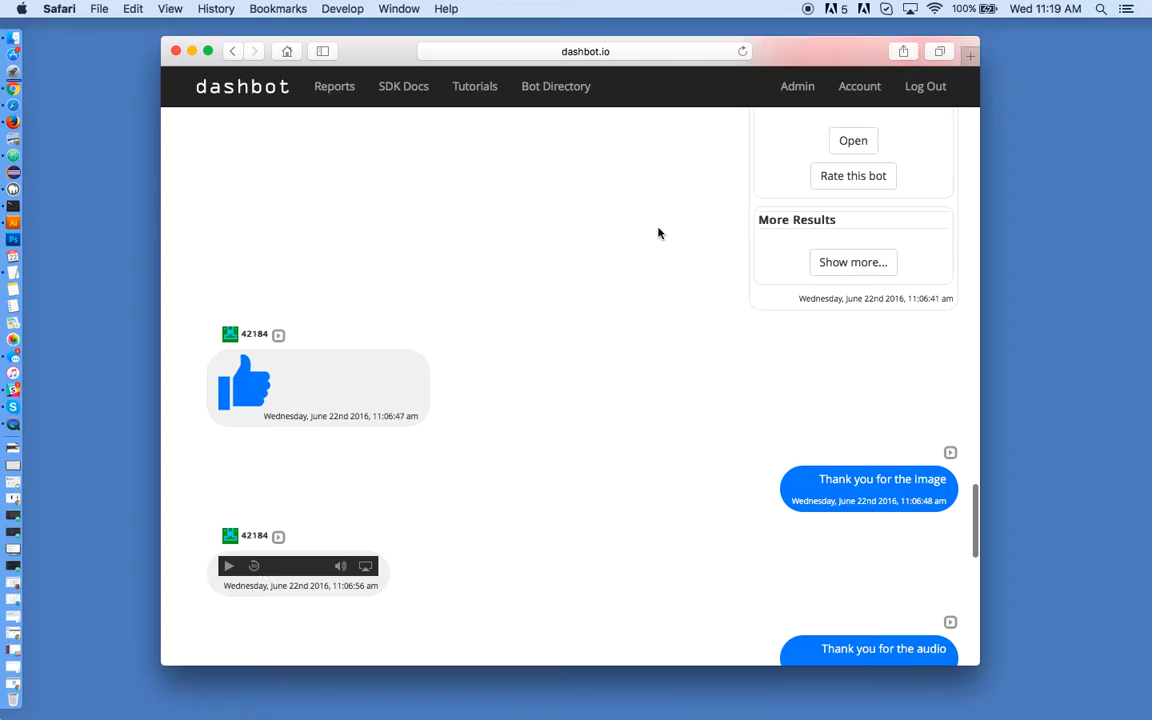 Safari File Edit View History Bookmarks Develop Window Help 5 100% Wed 11:19 AM
dashbot.io
dashbot Reports SDK Docs Tutorials Bot Directory Admin Account Log Out
Open
Rate this bot
More Results
Show more...
Wednesday, June 22nd 2016, 11:06:41 am
42184
Wednesday, June 22nd 2016, 11:06:47 am
Thank you for the image
Wednesday, June 22nd 2016, 11:06:48 am
42184
Wednesday, June 22nd 2016, 11:06:56 am
Thank you for the audio